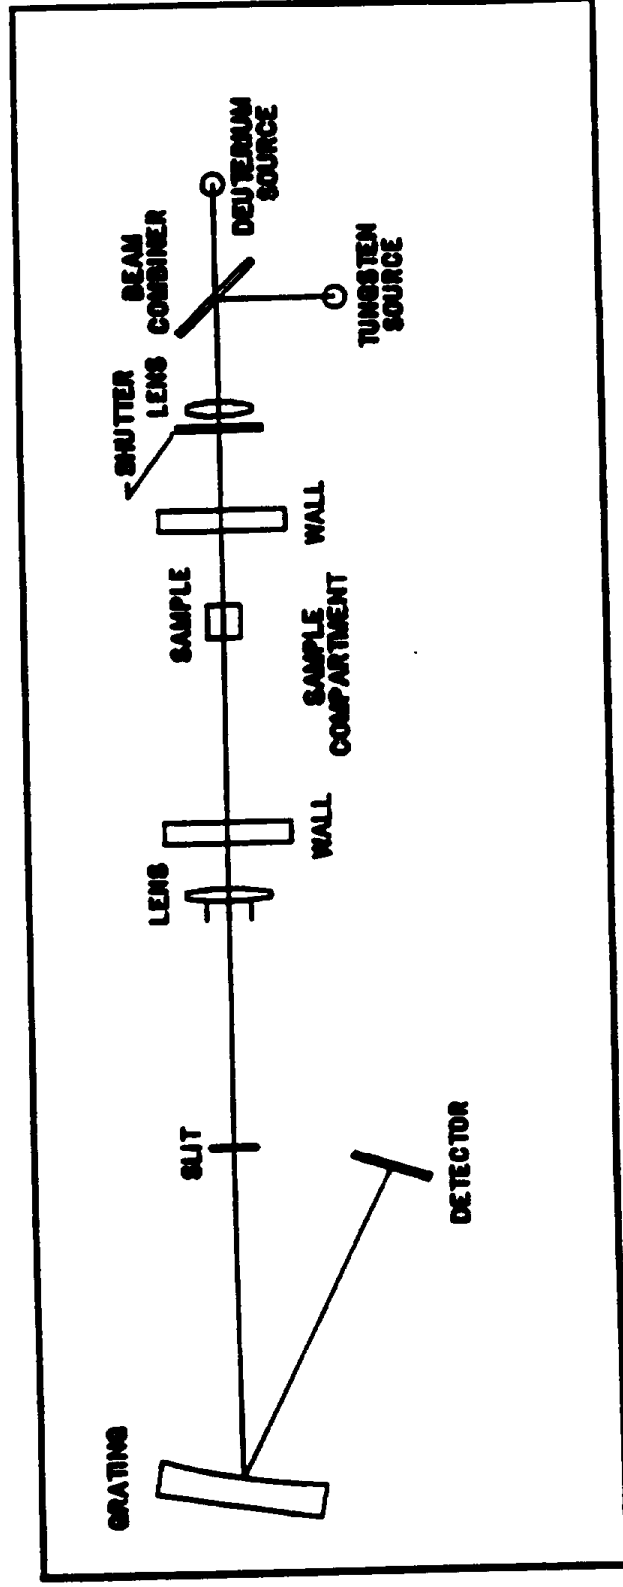 GRATING
SLIT
DETECTOR
LENS
WALL
SAMPLE
SAMPLE
COMPARTMENT
WALL
SHUTTER
LENS
BEAM
COMBINER
TUNGSTEN
SOURCE
DEUTERIUM
SOURCE